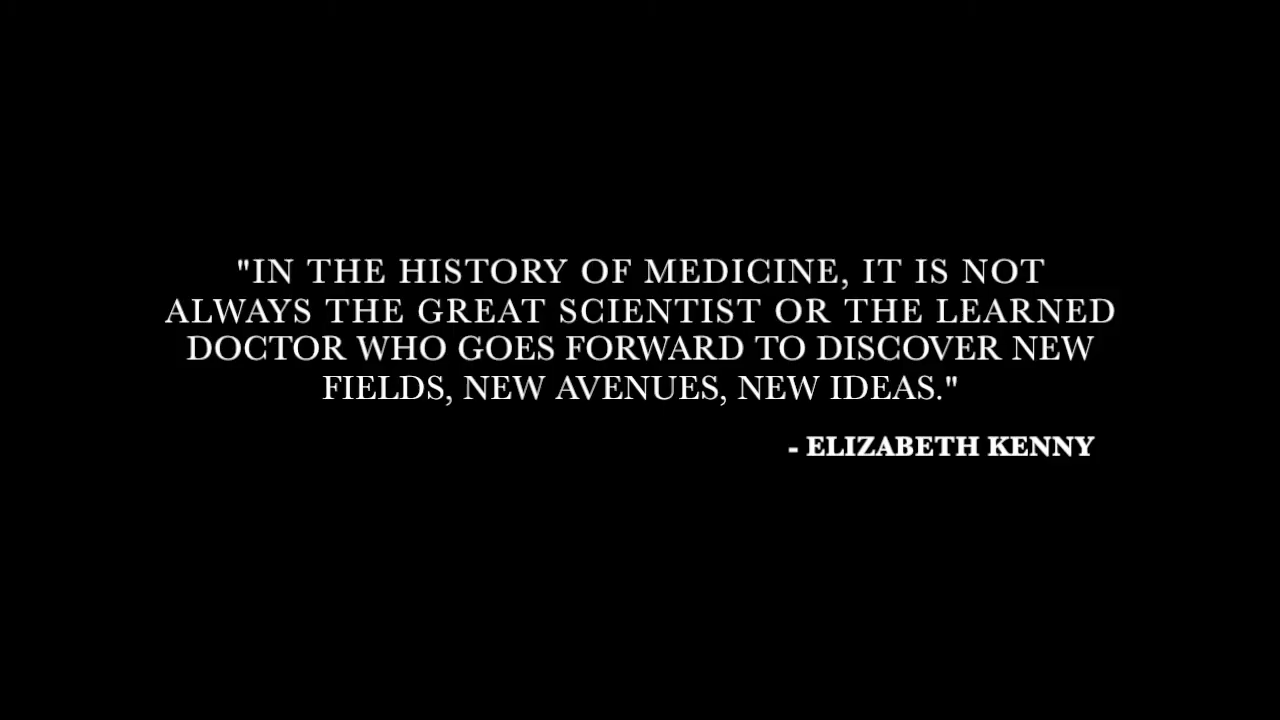 "IN THE HISTORY OF MEDICINE, IT IS NOT
ALWAYS THE GREAT SCIENTIST OR THE LEARNED
DOCTOR WHO GOES FORWARD TO DISCOVER NEW
FIELDS, NEW AVENUES, NEW IDEAS."
- ELIZABETH KENNY